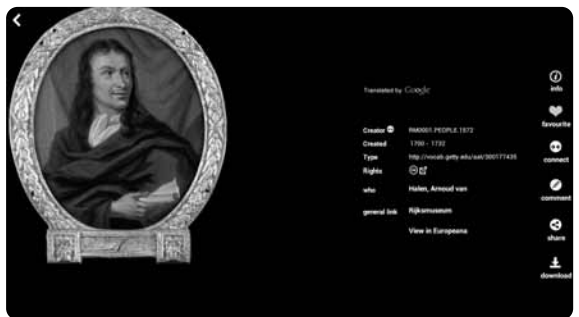 Translated by Google
Creator RM0001.PEOPLE.1972
Created 1700 - 1732
Type http://vocab.getty.edu/aat/300177435
Rights
who Halen, Arnoud van
general link Rijksmuseum
View in Europeana
info
favourite
connect
comment
share
download